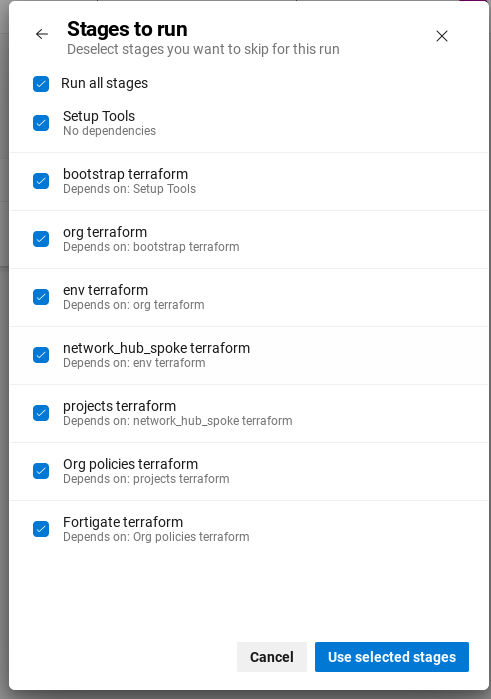 Stages to run
Deselect stages you want to skip for this run
Run all stages
Setup Tools
No dependencies
bootstrap terraform
Depends on: Setup Tools
org terraform
Depends on: bootstrap terraform
env terraform
Depends on: org terraform
network_hub_spoke terraform
Depends on: env terraform
projects terraform
Depends on: network_hub_spoke terraform
Org policies terraform
Depends on: projects terraform
Fortigate terraform
Depends on: Org policies terraform
Cancel
Use selected stages